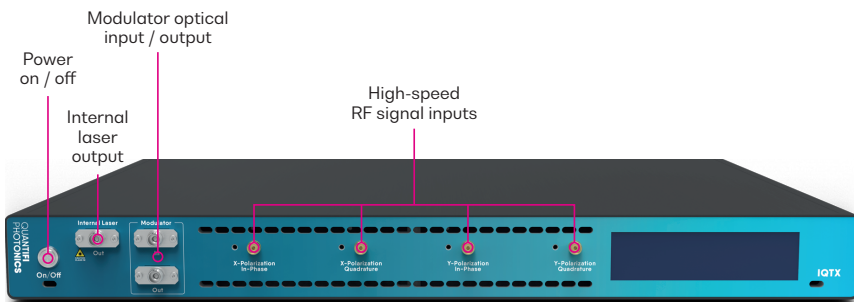 Modulator optical
input / output
Power
on / off
High-speed
RF signal inputs
Internal
laser
output
QUANTIFI
PHOTONICS
Internal Laser
Modulator
Out
On/Off
Out
X-Polarization
In-Phase
X-Polarization
Quadrature
Y-Polarization
In-Phase
Y-Polarization
Quadrature
IQTX